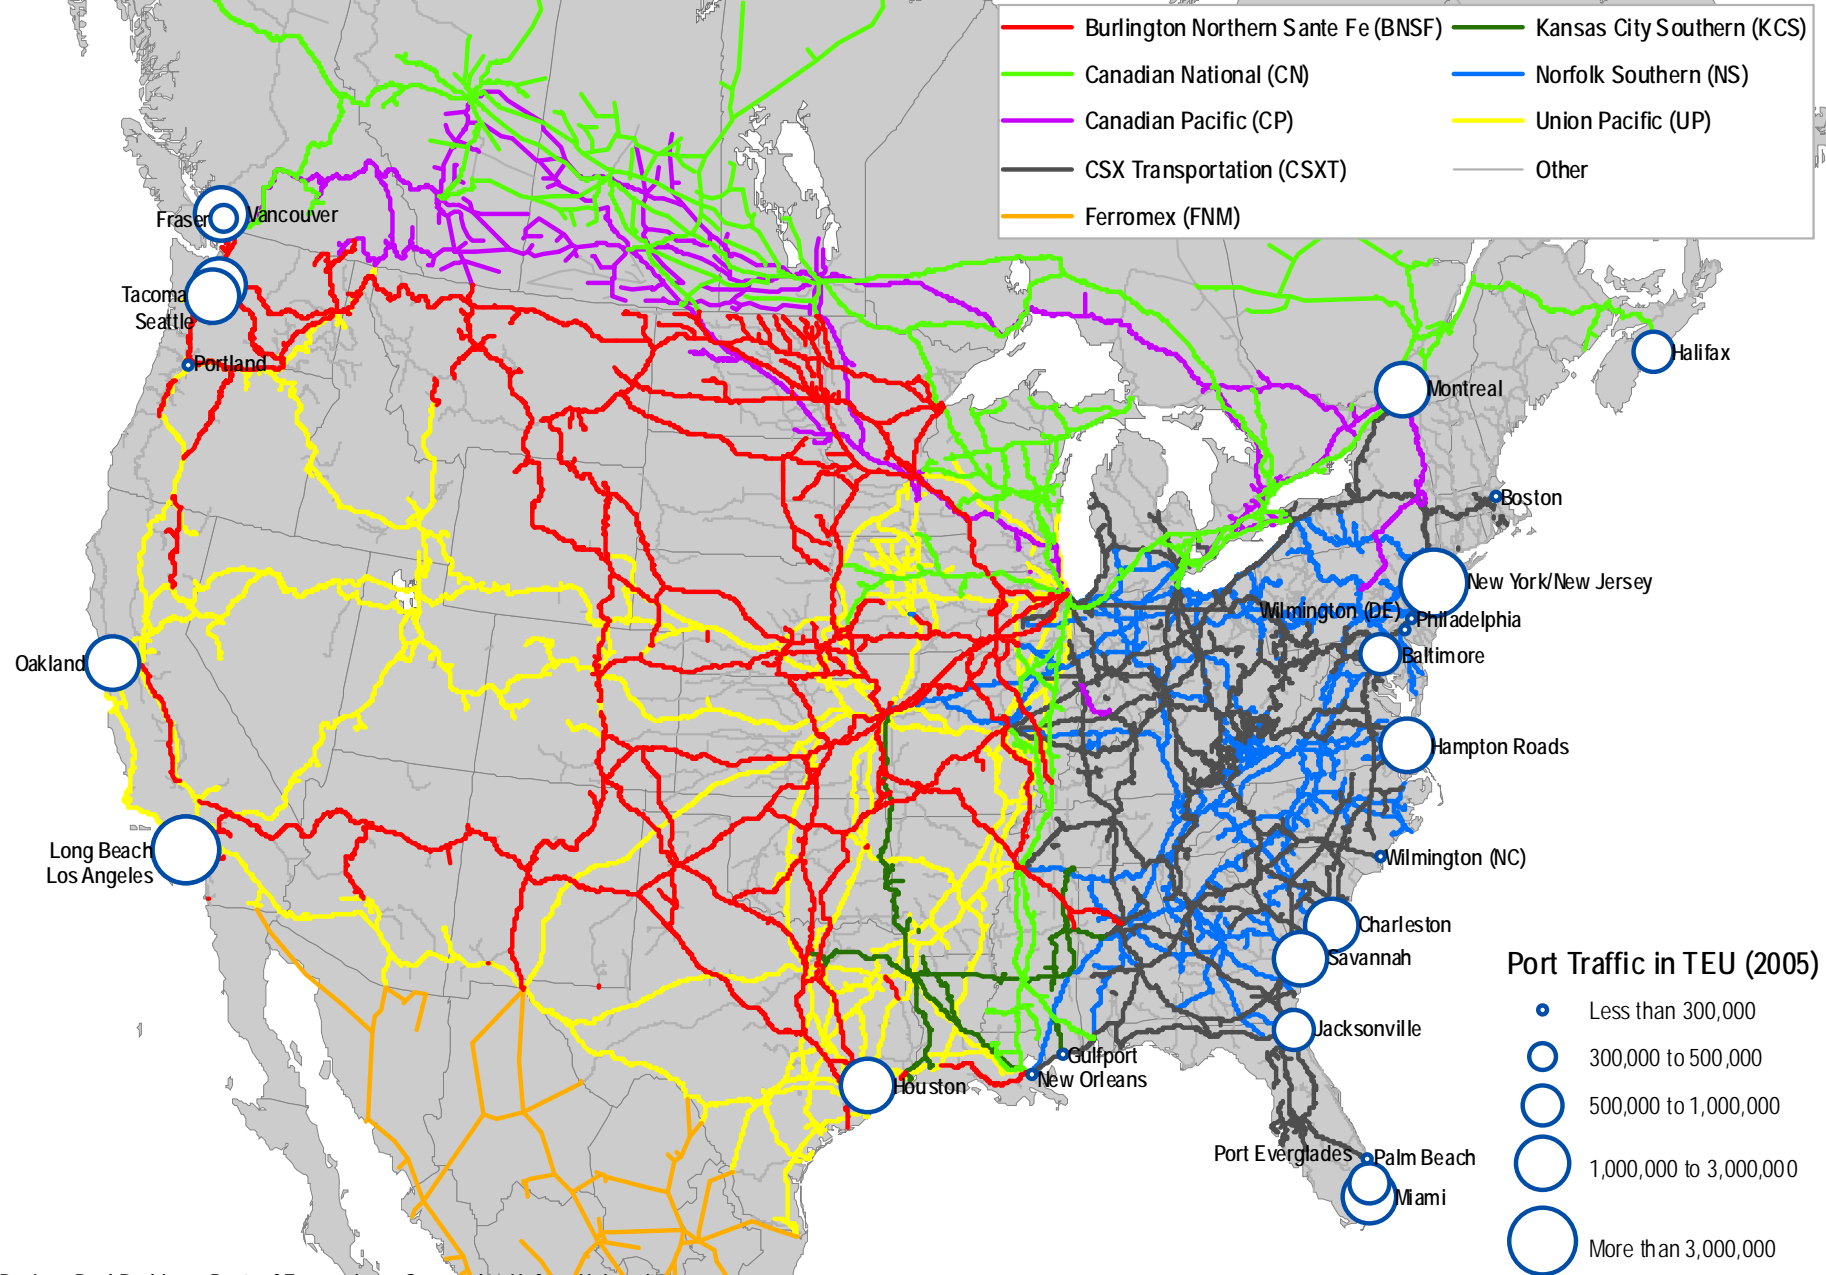 Burlington Northern Sante Fe (BNSF)
Kansas City Southern (KCS)
Canadian National (CN)
Norfolk Southern (NS)
Canadian Pacific (CP)
Union Pacific (UP)
CSX Transportation (CSXT)
Other
Ferromex (FNM)
Fraser
Vancouver
Tacoma
Seattle
Portland
Halifax
Montreal
Boston
New York/New Jersey
Wilmington (DE)
Philadelphia
Baltimore
Oakland
Hampton Roads
Long Beach
Los Angeles
Wilmington (NC)
Charleston
Savannah
Jacksonville
Gulfport
New Orleans
Houston
Port Everglades
Palm Beach
Miami
Port Traffic in TEU (2005)
Less than 300,000
300,000 to 500,000
500,000 to 1,000,000
1,000,000 to 3,000,000
More than 3,000,000